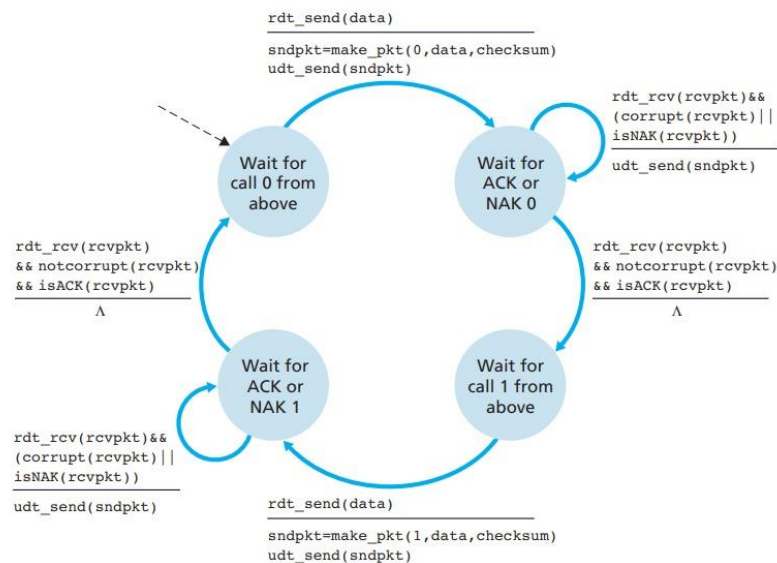 rdt_send(data)
sndpkt=make_pkt(0,data,checksum)
udt_send(sndpkt)
rdt_rcv(rcvpkt)&&
(corrupt(rcvpkt)||
isNAK(rcvpkt))
udt_send(sndpkt)
Wait for
call 0 from
above
Wait for
ACK or
NAK 0
rdt_rcv(rcvpkt)
&& notcorrupt(rcvpkt)
&& isACK(rcvpkt)
Λ
rdt_rcv(rcvpkt)
&& notcorrupt(rcvpkt)
&& isACK(rcvpkt)
Λ
Wait for
ACK or
NAK 1
Wait for
call 1 from
above
rdt_rcv(rcvpkt)&&
(corrupt(rcvpkt)||
isNAK(rcvpkt))
udt_send(sndpkt)
rdt_send(data)
sndpkt=make_pkt(1,data,checksum)
udt_send(sndpkt)